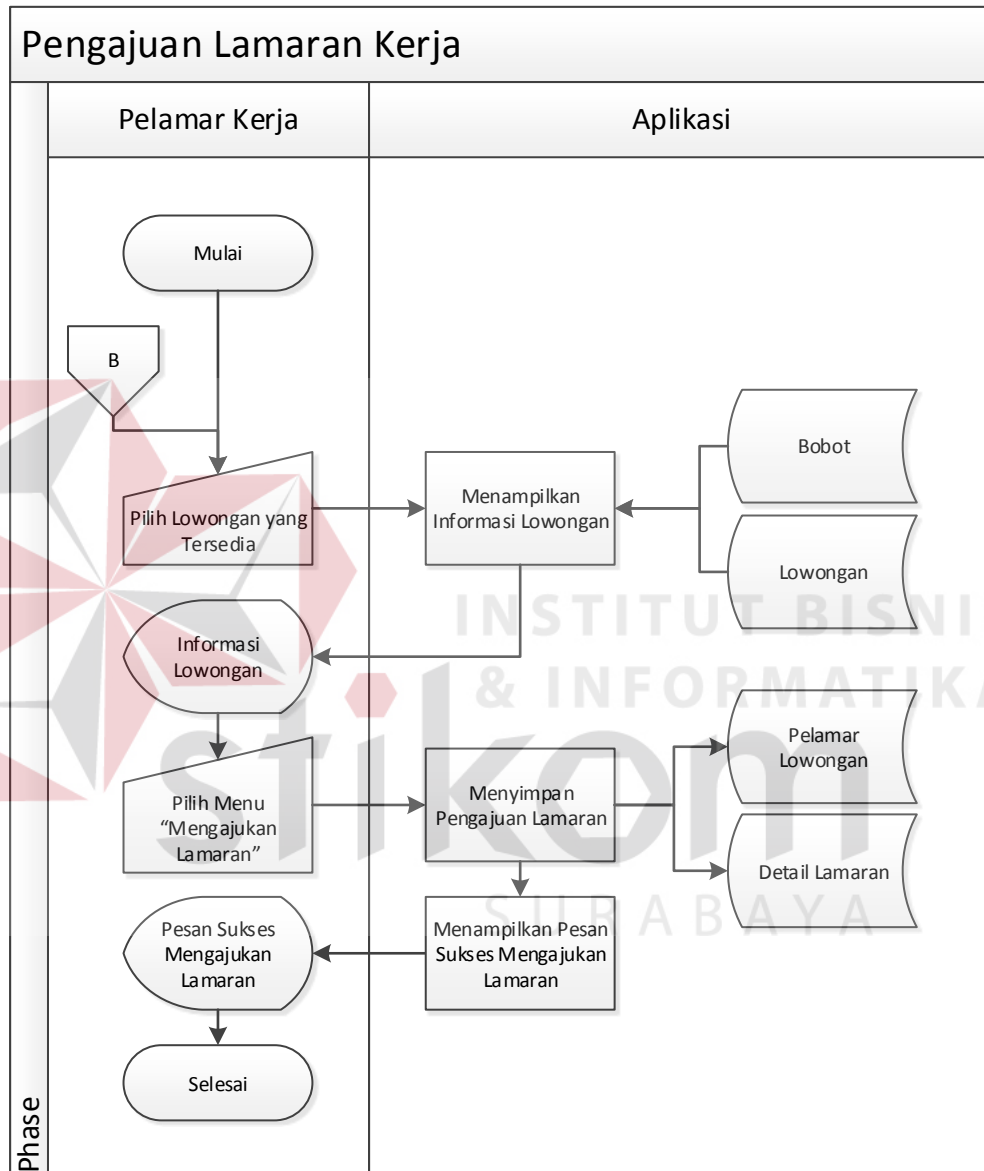 Pengajuan Lamaran Kerja
Pelamar Kerja
Aplikasi
Mulai
B
Bobot
Pilih Lowongan yang
Tersedia
Menampilkan
Informasi Lowongan
Lowongan
INSTITUT BISNI
& INFORMATIKA
Informasi
Lowongan
stikom
Pelamar
Lowongan
Pilih Menu
“Mengajukan
Lamaran”
Menyimpan
Pengajuan Lamaran
Detail Lamaran
SURABAYA
Pesan Sukses
Mengajukan
Lamaran
Menampilkan Pesan
Sukses Mengajukan
Lamaran
Selesai
Phase